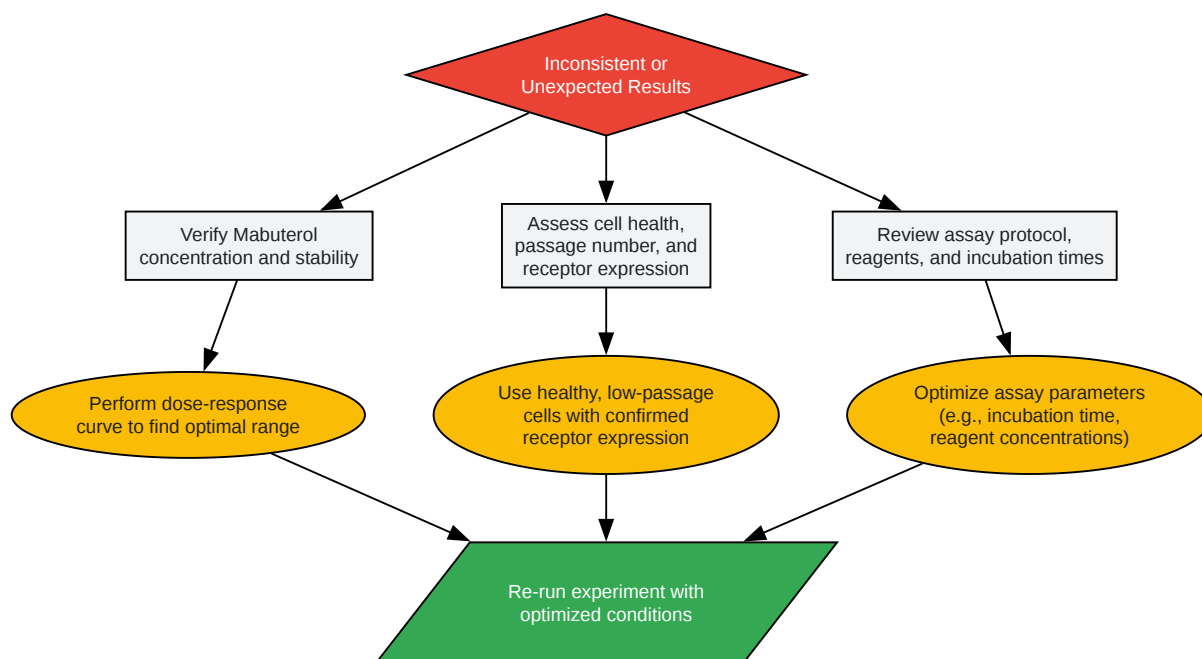 Inconsistent or
Unexpected Results
Verify Mabuterol
concentration and stability
Assess cell health,
passage number, and
receptor expression
Review assay protocol,
reagents, and incubation times
Perform dose-response
curve to find optimal range
Use healthy, low-passage
cells with confirmed
receptor expression
Optimize assay parameters
(e.g., incubation time,
reagent concentrations)
Re-run experiment with
optimized conditions